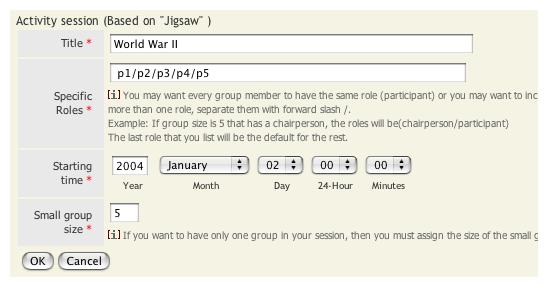 Activity session (Based on "Jigsaw" )
Title * World War II
Specific Roles * p1/p2/p3/p4/p5
[i] You may want every group member to have the same role (participant) or you may want to inc
more than one role, separate them with forward slash /.
Example: If group size is 5 that has a chairperson, the roles will be(chairperson/participant)
The last role that you list will be the default for the rest.
Starting time * 2004 January 02 00 00
Year Month Day 24-Hour Minutes
Small group size * 5
[i] If you want to have only one group in your session, then you must assign the size of the small g
OK Cancel